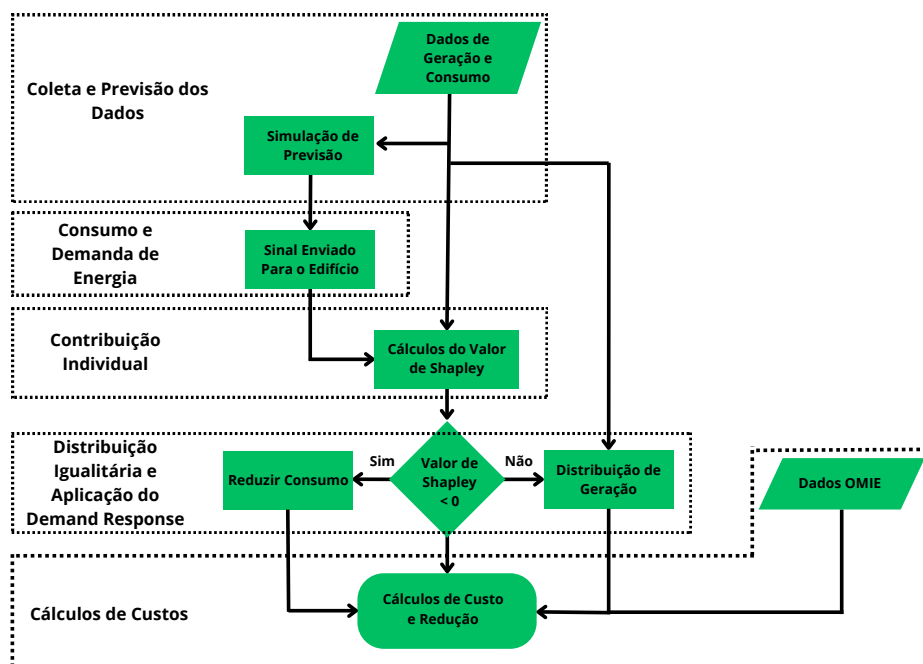 Dados de
Geração e
Consumo
Coleta e Previsão dos
Dados
Simulação de
Previsão
Consumo e
Demanda de
Energia
Sinal Enviado
Para o Edifício
Contribuição
Individual
Cálculos do Valor
de Shapley
Distribuição
Igualitária e
Aplicação do
Demand Response
Reduzir Consumo
Sim
Valor de
Shapley
< 0
Não
Distribuição de
Geração
Dados OMIE
Cálculos de Custos
Cálculos de Custo
e Redução